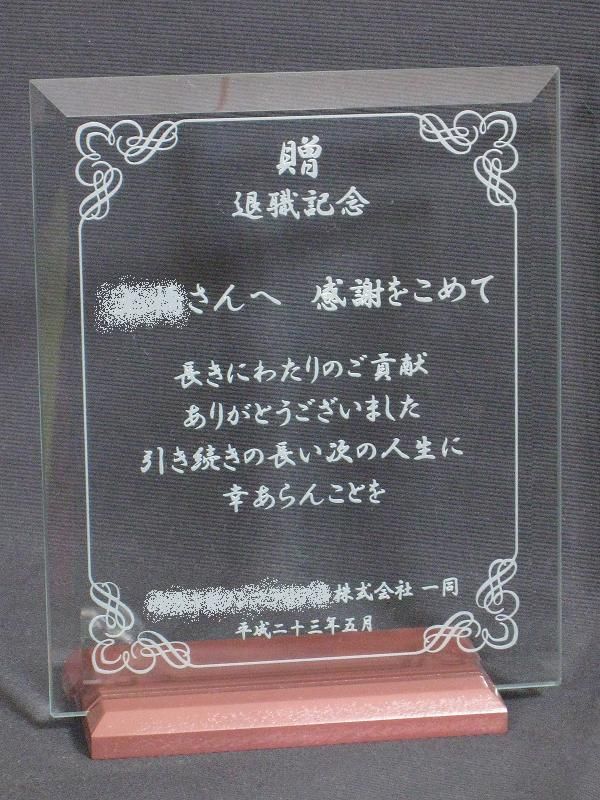 贈
退職記念
さんへ 感謝をこめて
長きにわたりのご貢献
ありがとうございました
引き続きの長い次の人生に
幸あらんことを
株式会社 一同
平成二十三年五月